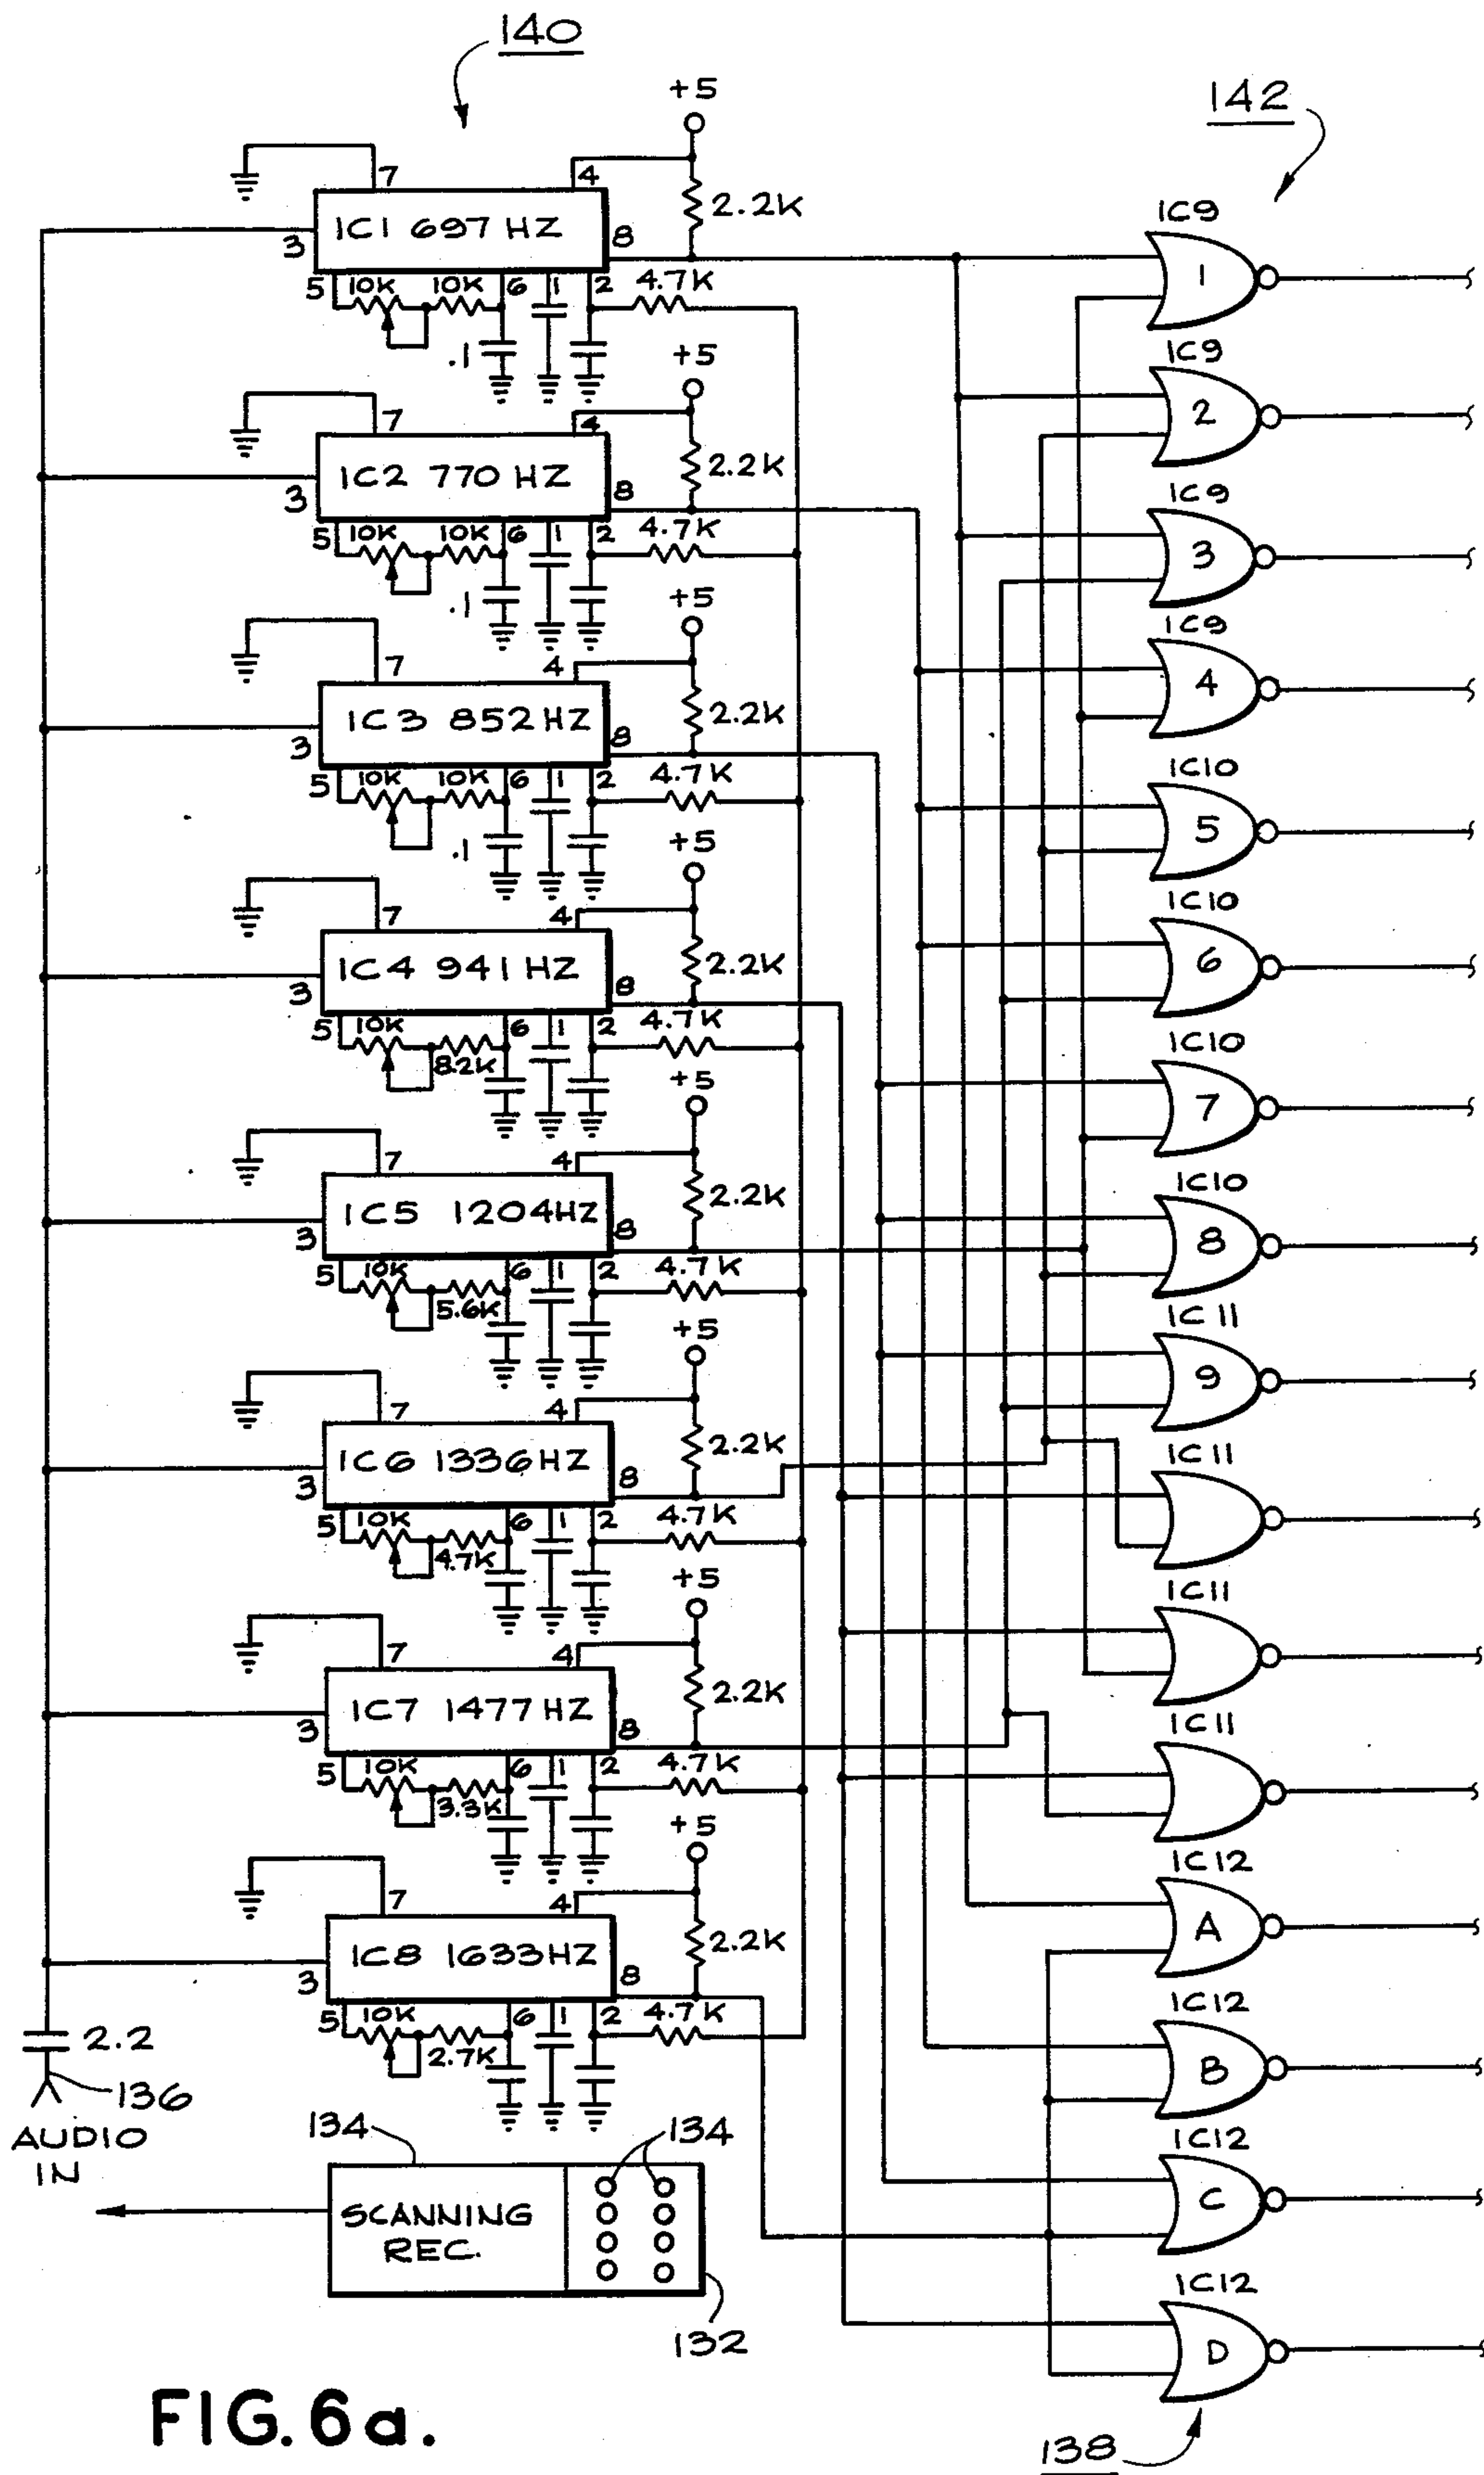 140
142
+5
7
4
2.2K
IC1 697 HZ
3
8
5
10K
10K
6
1
2
4.7K
.1
+5
7
4
2.2K
IC2 770 HZ
3
8
5
10K
10K
6
1
2
4.7K
.1
+5
7
4
2.2K
IC3 852 HZ
3
8
5
10K
10K
6
1
2
4.7K
.1
+5
7
4
2.2K
IC4 941 HZ
3
8
5
10K
8.2K
6
1
2
4.7K
+5
7
4
2.2K
IC5 1204HZ
3
8
5
10K
5.6K
6
1
2
4.7K
+5
7
4
2.2K
IC6 1336HZ
3
8
5
10K
4.7K
6
1
2
4.7K
+5
7
4
2.2K
IC7 1477HZ
3
8
5
10K
3.3K
6
1
2
4.7K
+5
7
4
2.2K
IC8 1633HZ
3
8
5
10K
2.7K
6
1
2
4.7K
2.2
136
AUDIO
IN
134
134
SCANNING
REC.
132
IC9
1
IC9
2
IC9
3
IC9
4
IC10
5
IC10
6
IC10
7
IC10
8
IC11
9
IC11
IC11
IC11
IC12
A
IC12
B
IC12
C
IC12
D
138
FIG. 6a.